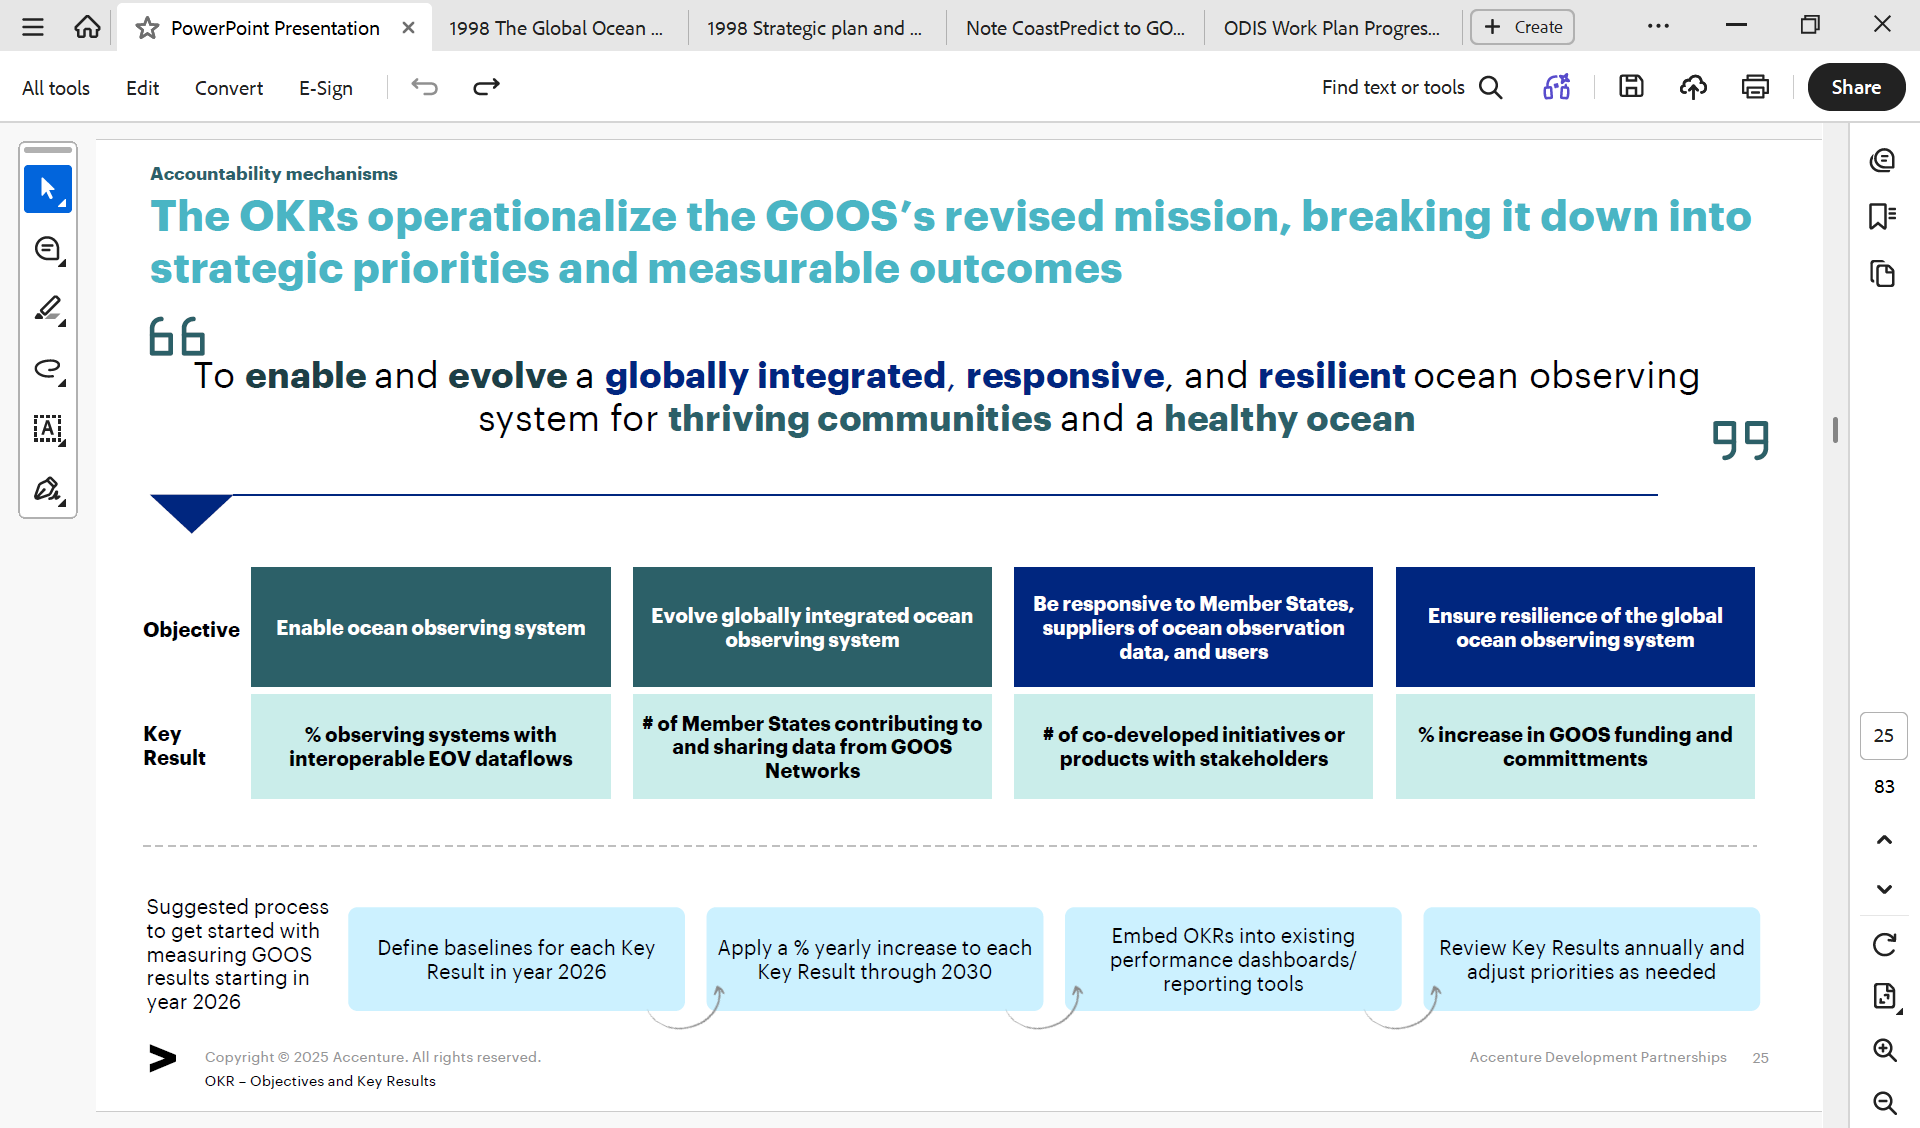 PowerPoint Presentation
1998 The Global Ocean ...
1998 Strategic plan and ...
Note CoastPredict to GO...
ODIS Work Plan Progres...
+ Create
All tools
Edit
Convert
E-Sign
Find text or tools
Share
Accountability mechanisms
The OKRs operationalize the GOOS's revised mission, breaking it down into
strategic priorities and measurable outcomes
To enable and evolve a globally integrated, responsive, and resilient ocean observing
system for thriving communities and a healthy ocean
Objective
Enable ocean observing system
Evolve globally integrated ocean
observing system
Be responsive to Member States,
suppliers of ocean observation
data, and users
Ensure resilience of the global
ocean observing system
Key
Result
% observing systems with
interoperable EOV dataflows
# of Member States contributing to
and sharing data from GOOS
Networks
# of co-developed initiatives or
products with stakeholders
% increase in GOOS funding and
committments
Suggested process
to get started with
measuring GOOS
results starting in
year 2026
Define baselines for each Key
Result in year 2026
Apply a % yearly increase to each
Key Result through 2030
Embed OKRs into existing
performance dashboards/
reporting tools
Review Key Results annually and
adjust priorities as needed
Copyright © 2025 Accenture. All rights reserved.
OKR – Objectives and Key Results
Accenture Development Partnerships
25
25
83